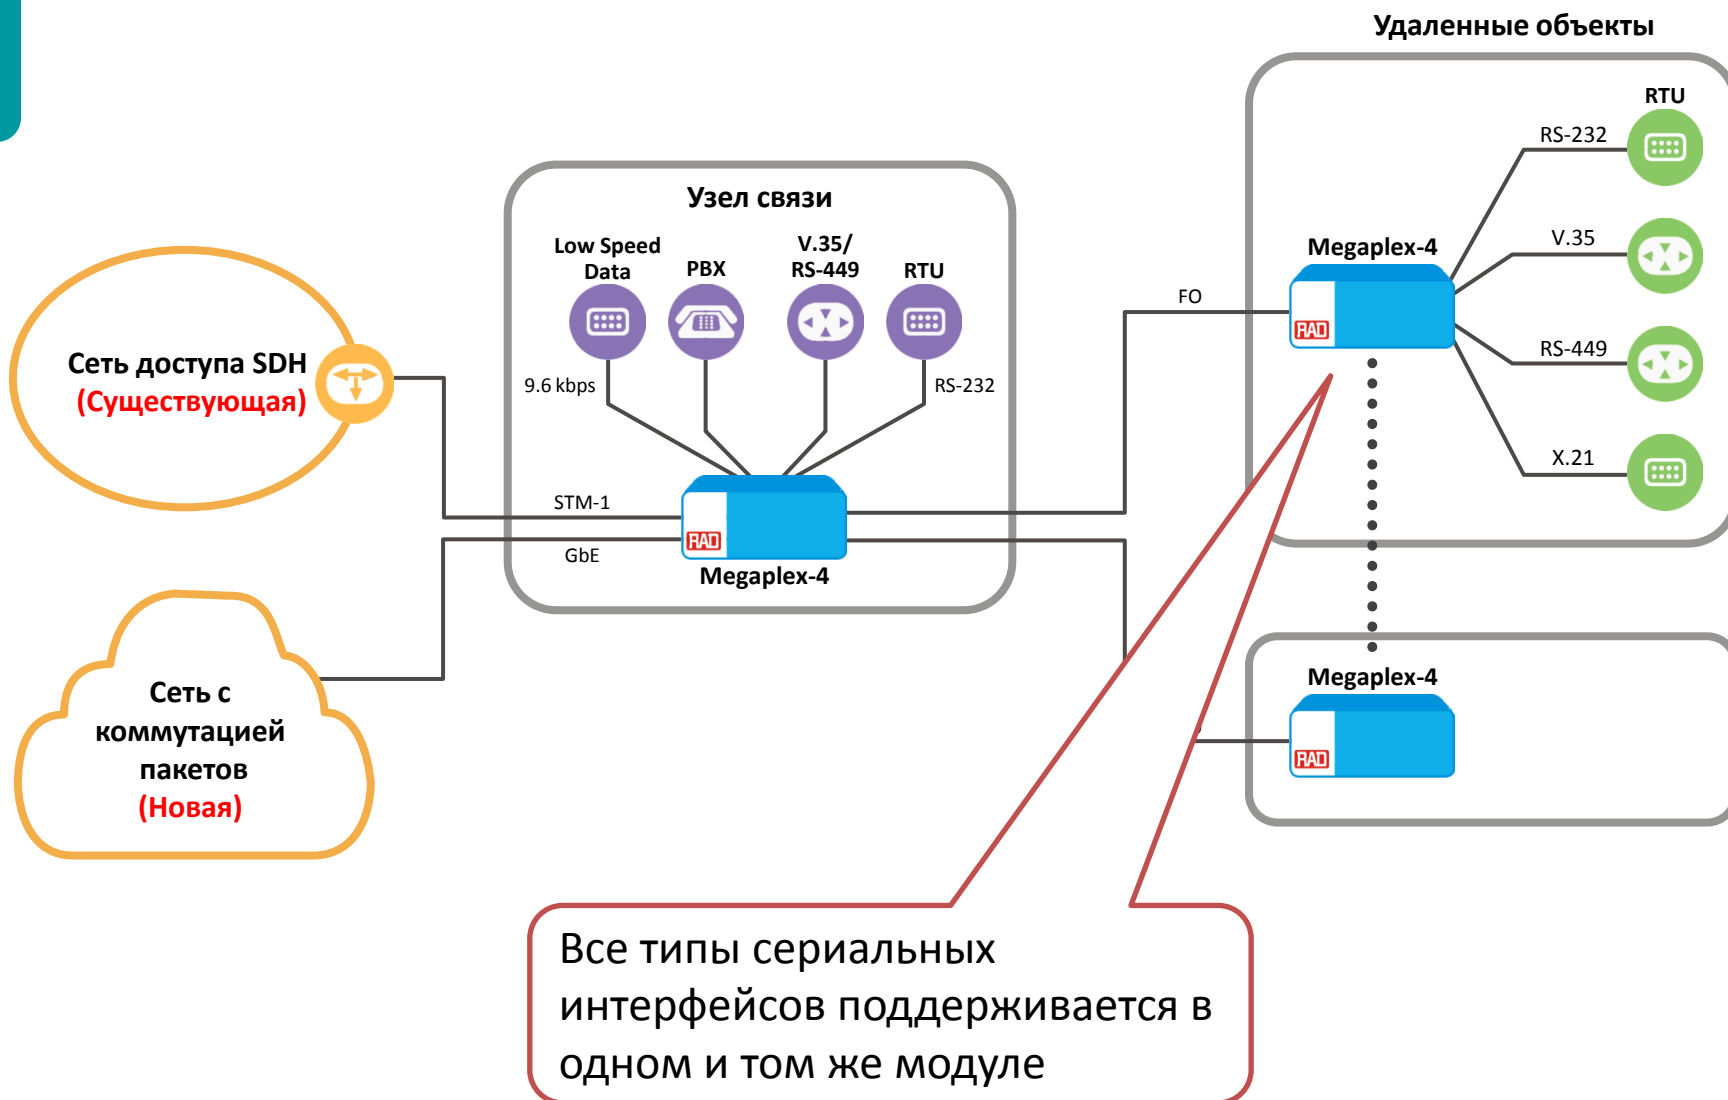 Удаленные объекты
RTU
RS-232
V.35
RS-449
X.21
Megaplex-4
RAD
FO
Узел связи
Low Speed
Data
PBX
V.35/
RS-449
RTU
9.6 kbps
RS-232
RAD
Megaplex-4
STM-1
GbE
Сеть доступа SDH
(Существующая)
Сеть с
коммутацией
пакетов
(Новая)
Megaplex-4
RAD
Все типы сериальных
интерфейсов поддерживается в
одном и том же модуле